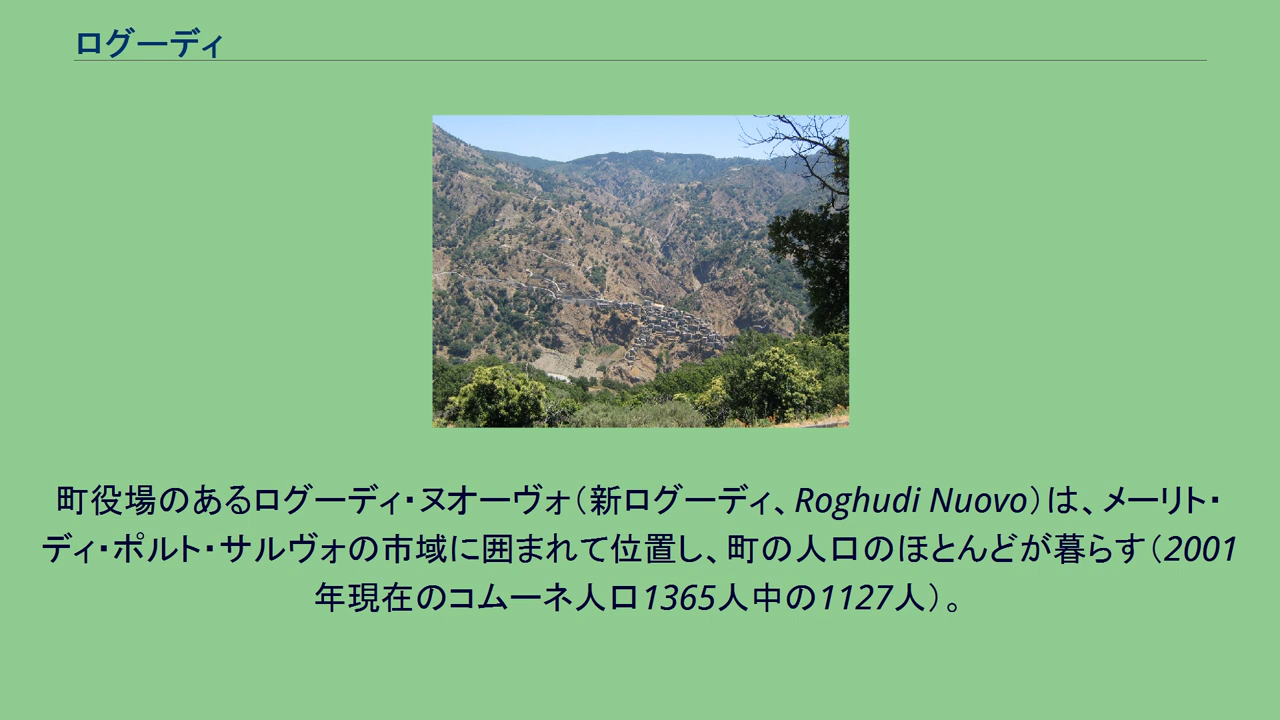 ログーディ
町役場のあるログーディ・ヌオーヴォ（新ログーディ、Roghudi Nuovo）は、メーリト・
ディ・ポルト・サルヴォの市域に囲まれて位置し、町の人口のほとんどが暮らす（2001
年現在のコムーネ人口1365人中の1127人）。